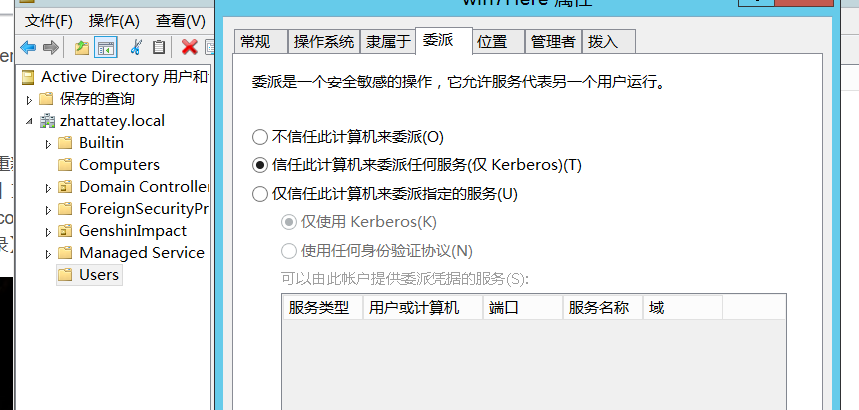 win7Here 属性
文件(F) 操作(A) 查看(V)
Active Directory 用户和
保存的查询
zhattatey.local
Builtin
Computers
Domain Controller
ForeignSecurityPr
GenshinImpact
Managed Service
Users
常规 操作系统 隶属于 委派 位置 管理者 拨入
委派是一个安全敏感的操作，它允许服务代表另一个用户运行。
不信任此计算机来委派(O)
信任此计算机来委派任何服务(仅 Kerberos)(T)
仅信任此计算机来委派指定的服务(U)
仅使用 Kerberos(K)
使用任何身份验证协议(N)
可以由此帐户提供委派凭据的服务(S):
服务类型 用户或计算机 端口 服务名称 域